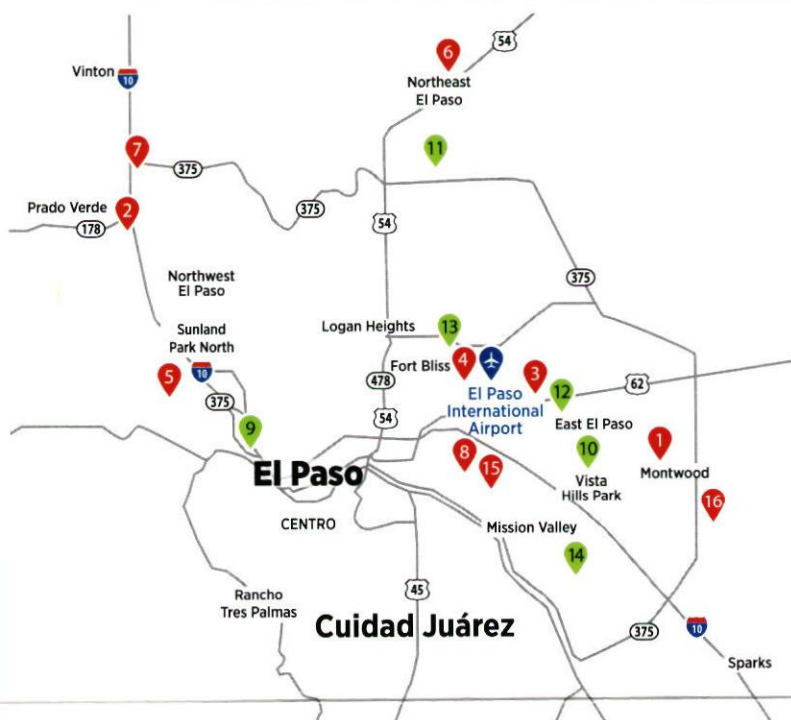 54
6
Vinton
10
Northeast
El Paso
11
7
375
Prado Verde
2
375
178
54
Northwest
El Paso
375
Sunland
Park North
Logan Heights
13
10
Fort Bliss
4
5
478
3
62
375
El Paso
International
Airport
12
54
East El Paso
9
1
10
8
Montwood
El Paso
15
Vista
Hills Park
16
CENTRO
Mission Valley
14
45
Rancho
Tres Palmas
Cuidad Juárez
375
10
Sparks